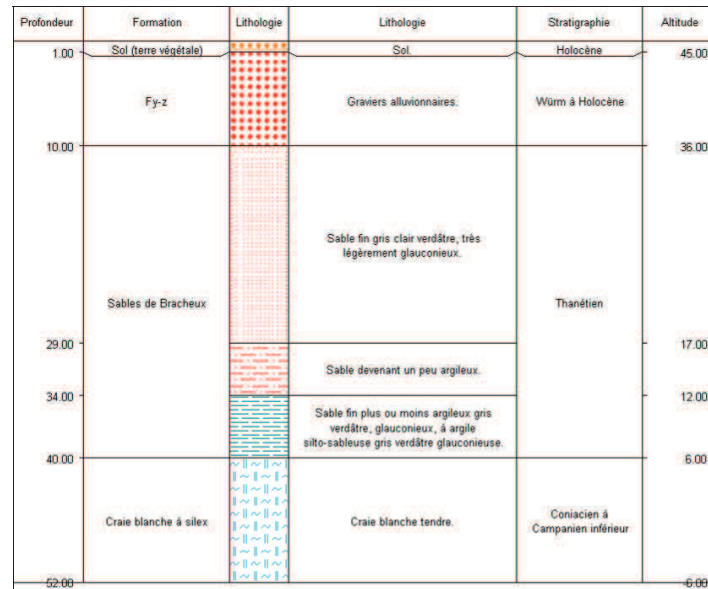 Profondeur Formation Lithologie Lithologie Stratigraphie Altitude
1.00 Sol (terre végétale) Sol. Holocène 45.00
Fy-z Graviers alluvionnaires. Würm à Holocène
10.00 36.00
Sable fin gris clair verdâtre, très
légèrement glauconieux.
Sables de Bracheux Thanétien
29.00 17.00
Sable devenant un peu argileux.
34.00 12.00
Sable fin plus ou moins argileux gris
verdâtre, glauconieux, à argile
silto-sableuse gris verdâtre glauconieuse.
40.00 6.00
Craie blanche à silex Craie blanche tendre. Coniacien à
Campanien inférieur
52.00 -6.00